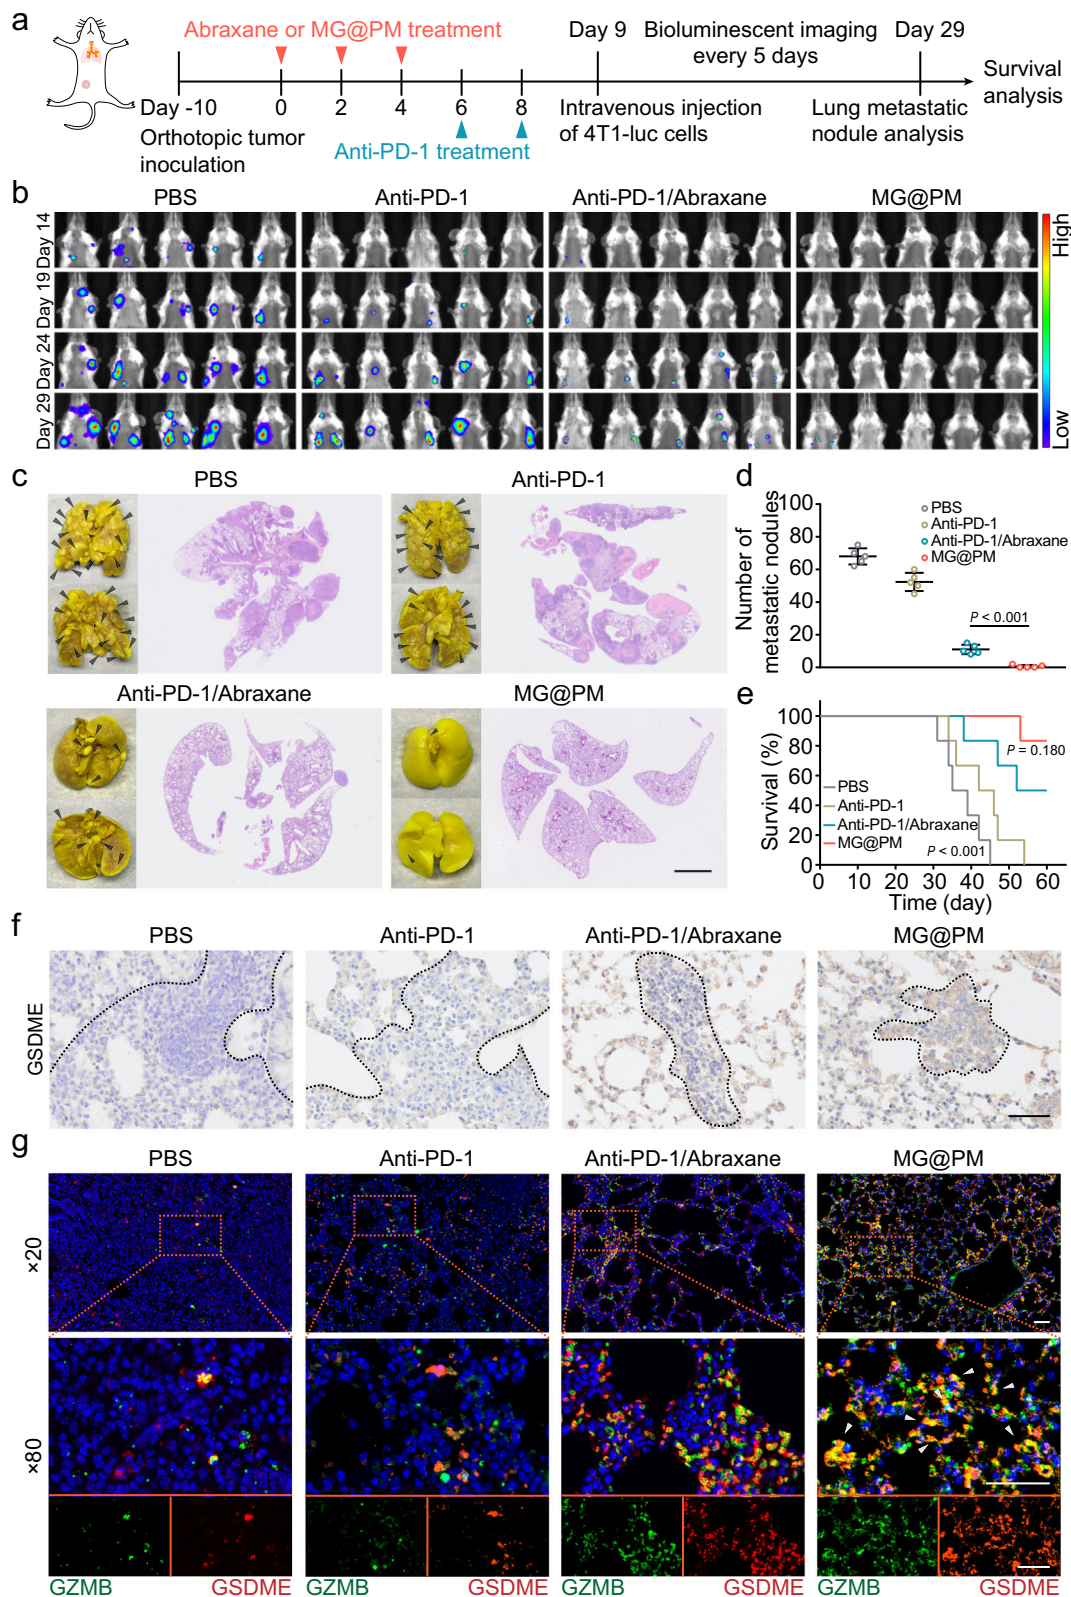 a
Abraxane or MG@PM treatment
Day 9
Bioluminescent imaging
every 5 days
Day 29
Day -10
0
2
4
6
8
Survival
analysis
Orthotopic tumor
inoculation
Anti-PD-1 treatment
Intravenous injection
of 4T1-luc cells
Lung metastatic
nodule analysis
b
PBS
Anti-PD-1
Anti-PD-1/Abraxane
MG@PM
Day 14
Day 19
Day 24
Day 29
High
Low
c
PBS
Anti-PD-1
Anti-PD-1/Abraxane
MG@PM
d
Number of
metastatic nodules
100
80
60
40
20
0
PBS
Anti-PD-1
Anti-PD-1/Abraxane
MG@PM
P < 0.001
e
Survival (%)
100
80
60
40
20
0
P = 0.180
PBS
Anti-PD-1
Anti-PD-1/Abraxane
MG@PM
P < 0.001
0 10 20 30 40 50 60
Time (day)
f
PBS
Anti-PD-1
Anti-PD-1/Abraxane
MG@PM
GSDME
g
PBS
Anti-PD-1
Anti-PD-1/Abraxane
MG@PM
×20
×80
GZMB
GSDME
GZMB
GSDME
GZMB
GSDME
GZMB
GSDME